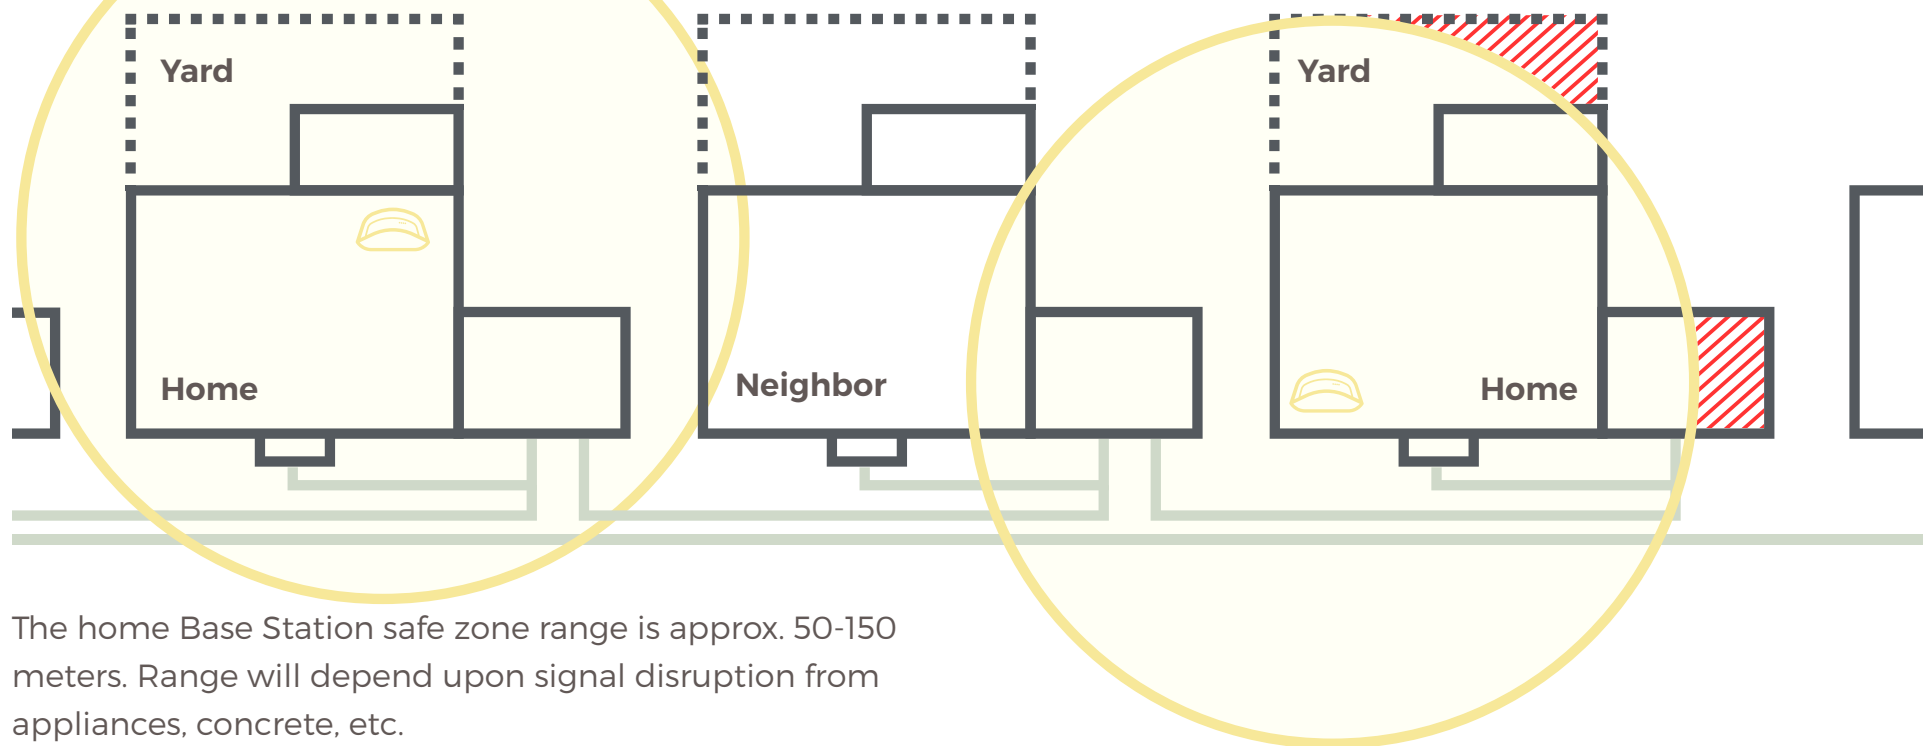 Yard
Yard
Home
Neighbor
Home
The home Base Station safe zone range is approx. 50-150
meters. Range will depend upon signal disruption from
appliances, concrete, etc.